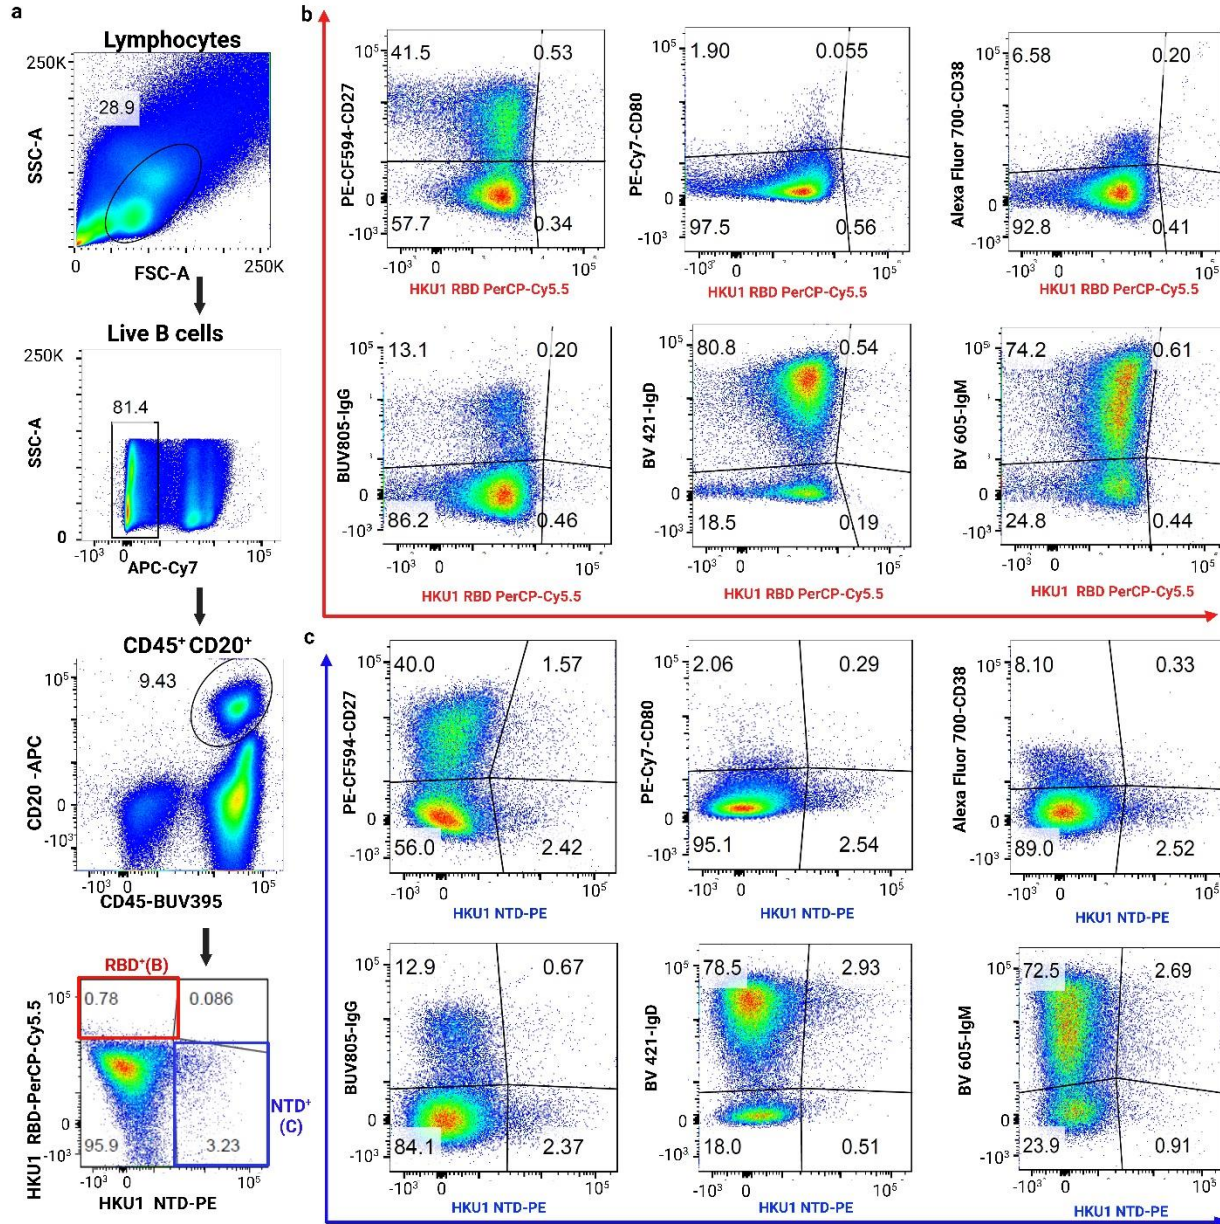 a
Lymphocytes
250K
28.9
SSC-A
0
0
FSC-A
250K
Live B cells
250K
81.4
SSC-A
0
-10³ 0 10⁵
APC-Cy7
CD45⁺ CD20⁺
10⁵
9.43
CD20 -APC
0
-10³
-10³ 0 10⁵
CD45-BUV395
RBD⁺(B)
10⁵
0.78 0.086
HKU1 RBD-PerCP-Cy5.5
0
NTD⁺
(C)
95.9 3.23
-10³
-10³ 0 10⁵
HKU1 NTD-PE
b
10⁵
41.5 0.53
PE-CF594-CD27
0
57.7 0.34
-10³
-10³ 0 10⁵
HKU1 RBD PerCP-Cy5.5
10⁵
1.90 0.055
PE-Cy7-CD80
0
97.5 0.56
-10³
-10³ 0 10⁵
HKU1 RBD PerCP-Cy5.5
10⁵
6.58 0.20
Alexa Fluor 700-CD38
0
92.8 0.41
-10³
-10³ 0 10⁵
HKU1 RBD PerCP-Cy5.5
10⁵
13.1 0.20
BUV805-IgG
0
86.2 0.46
-10³
-10³ 0 10⁵
HKU1 RBD PerCP-Cy5.5
10⁵
80.8 0.54
BV 421-IgD
0
18.5 0.19
-10³
-10³ 0 10⁵
HKU1 RBD PerCP-Cy5.5
10⁵
74.2 0.61
BV 605-IgM
0
24.8 0.44
-10³
-10³ 0 10⁵
HKU1 RBD PerCP-Cy5.5
c
10⁵
40.0 1.57
PE-CF594-CD27
0
56.0 2.42
-10³
-10³ 0 10⁵
HKU1 NTD-PE
10⁵
2.06 0.29
PE-Cy7-CD80
0
95.1 2.54
-10³
-10³ 0 10⁵
HKU1 NTD-PE
10⁵
8.10 0.33
Alexa Fluor 700-CD38
0
89.0 2.52
-10³
-10³ 0 10⁵
HKU1 NTD-PE
10⁵
12.9 0.67
BUV805-IgG
0
84.1 2.37
-10³
-10³ 0 10⁵
HKU1 NTD-PE
10⁵
78.5 2.93
BV 421-IgD
0
18.0 0.51
-10³
-10³ 0 10⁵
HKU1 NTD-PE
10⁵
72.5 2.69
BV 605-IgM
0
23.9 0.91
-10³
-10³ 0 10⁵
HKU1 NTD-PE